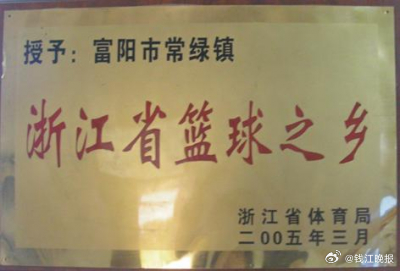 授予：富阳市常绿镇
浙江省篮球之乡
浙江省体育局
二00五年三月
@钱江晚报